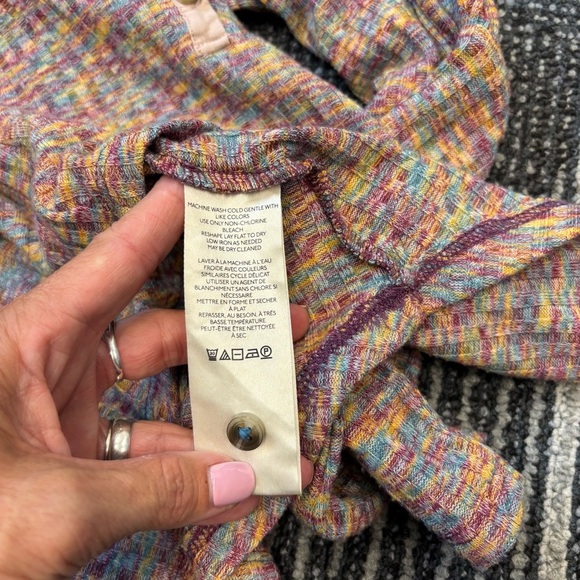 MACHINE WASH COLD GENTLE WITH
LIKE COLORS
USE ONLY NON-CHLORINE
BLEACH
RESHAPE LAY FLAT TO DRY
LOW IRON AS NEEDED
MAY BE DRY CLEANED
LAVER À LA MACHINE À L'EAU
FROIDE AVEC COULEURS
SIMILAIRES CYCLE DÉLICAT
UTILISER UN AGENT DE
BLANCHIMENT SANS CHLORE SI
NÉCESSAIRE
METTRE EN FORME ET SÉCHER
À PLAT
REPASSER, AU BESOIN, À TRÈS
BASSE TEMPÉRATURE
PEUT-ÊTRE ÊTRE NETTOYÉE
À SEC